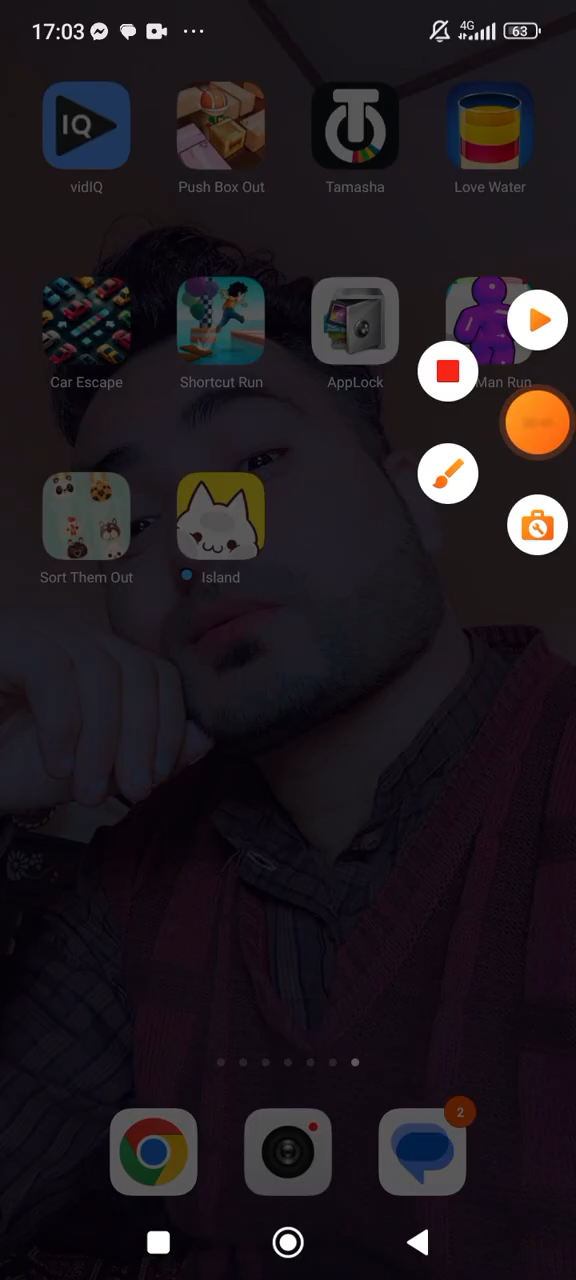 17:03
4G
63
IQ
vidIQ
Push Box Out
Tamasha
Love Water
Car Escape
Shortcut Run
AppLock
Man Run
Sort Them Out
Island
2